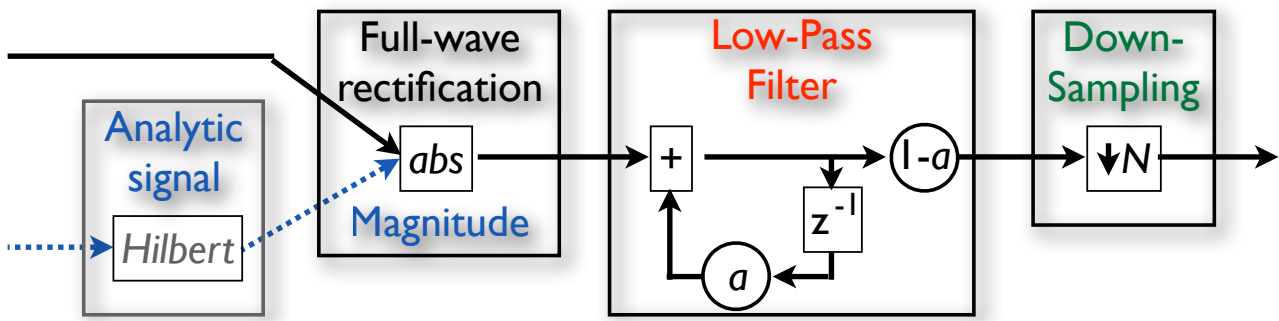 Analytic
signal
Hilbert
Full-wave
rectification
abs
Magnitude
Low-Pass
Filter
+
1-a
z⁻¹
a
Down-
Sampling
↓N